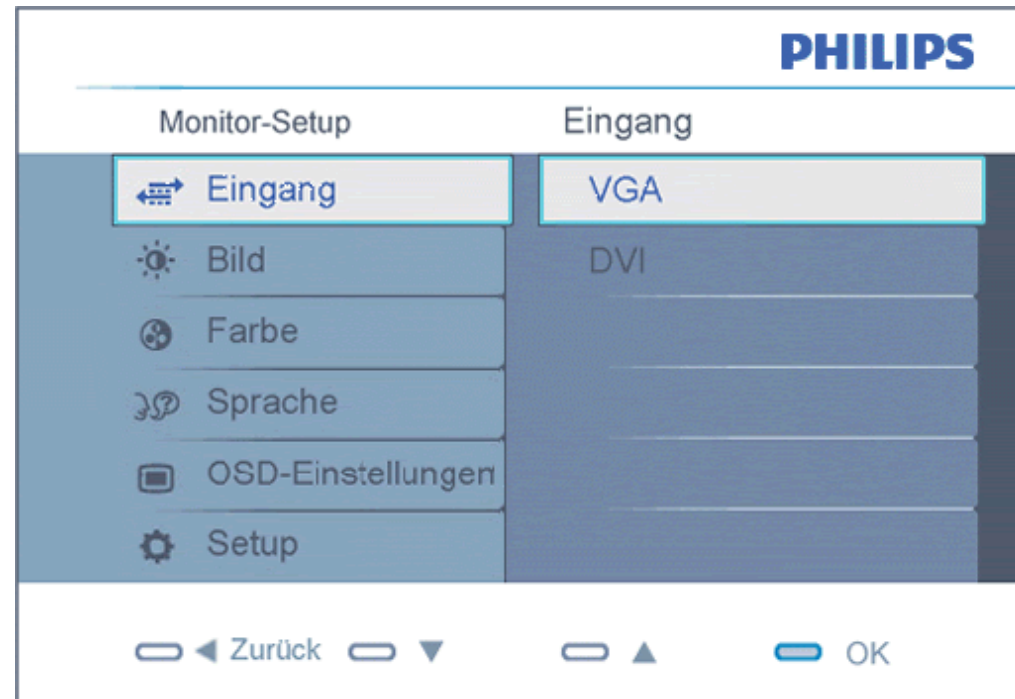 PHILIPS
Monitor-Setup
Eingang
Eingang
VGA
Bild
DVI
Farbe
Sprache
OSD-Einstellungen
Setup
Zurück
OK